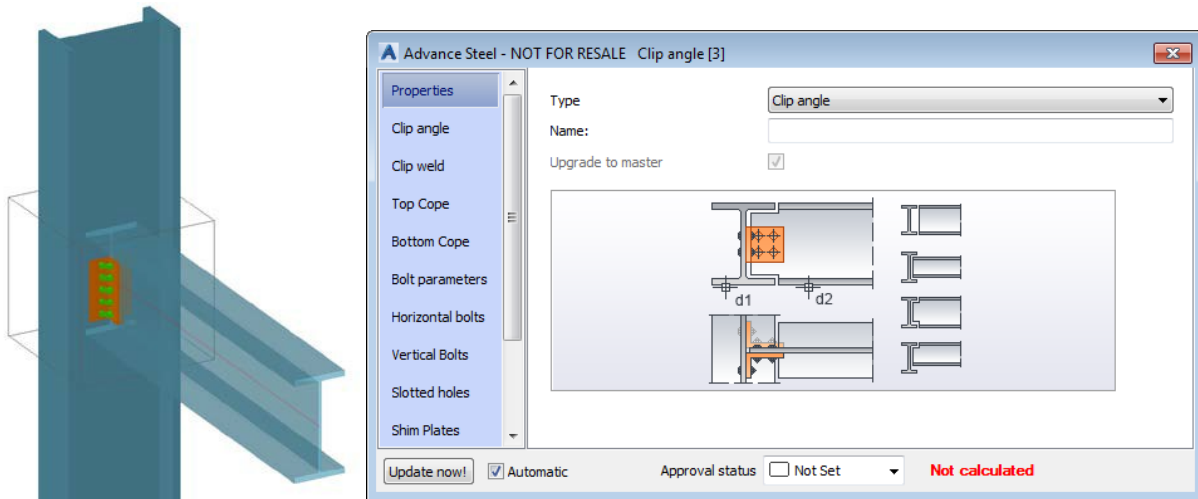 Advance Steel - NOT FOR RESALE Clip angle [3]
Properties
Clip angle
Clip weld
Top Cope
Bottom Cope
Bolt parameters
Horizontal bolts
Vertical Bolts
Slotted holes
Shim Plates
Type
Clip angle
Name:
Upgrade to master
d1
d2
Update now!
Automatic
Approval status
Not Set
Not calculated